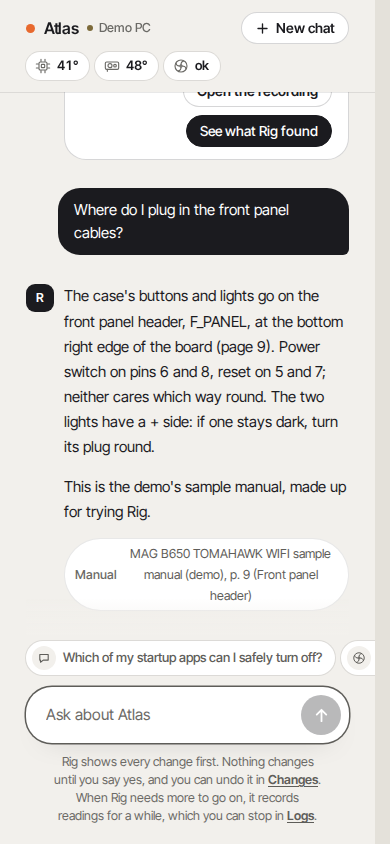 Atlas
Demo PC
New chat
41°
48°
ok
Open the recording
See what Rig found
Where do I plug in the front panel
cables?
R
The case's buttons and lights go on the
front panel header, F_PANEL, at the bottom
right edge of the board (page 9). Power
switch on pins 6 and 8, reset on 5 and 7;
neither cares which way round. The two
lights have a + side: if one stays dark, turn
its plug round.
This is the demo's sample manual, made up
for trying Rig.
Manual
MAG B650 TOMAHAWK WIFI sample
manual (demo), p. 9 (Front panel
header)
Which of my startup apps can I safely turn off?
Ask about Atlas
Rig shows every change first. Nothing changes
until you say yes, and you can undo it in Changes.
When Rig needs more to go on, it records
readings for a while, which you can stop in Logs.